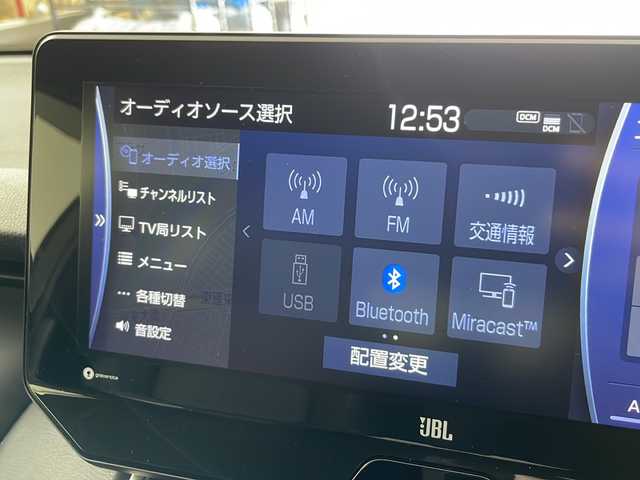 オーディオソース選択
12:53
DCM
DCM
オーディオ選択
チャンネルリスト
TV局リスト
メニュー
各種切替
音設定
AM
FM
交通情報
USB
Bluetooth
Miracast™
配置変更
gracenote
JBL
A